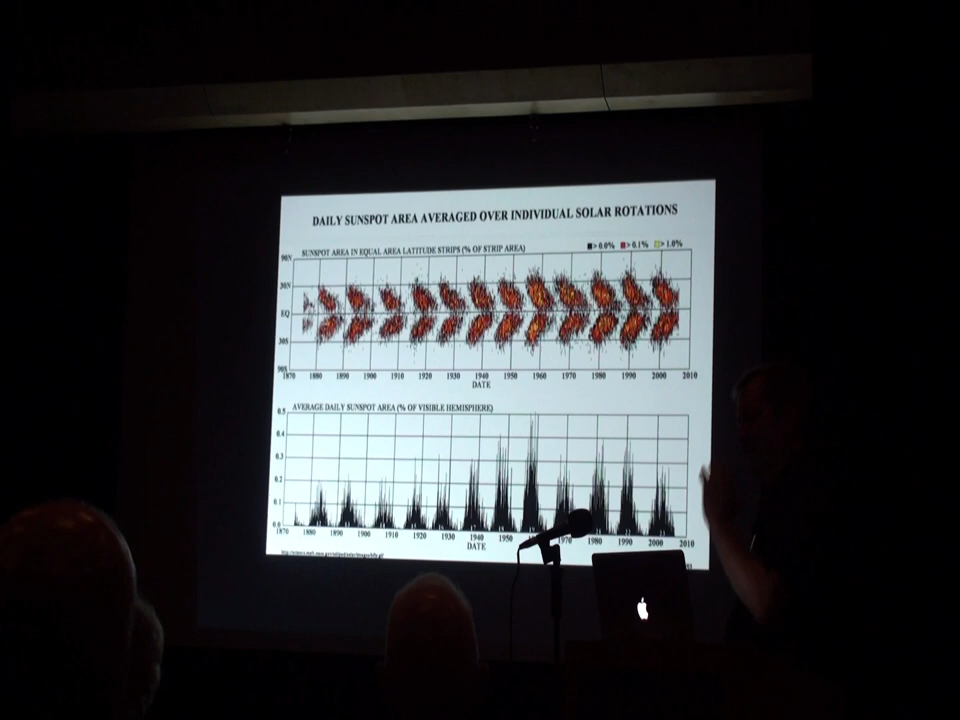 DAILY SUNSPOT AREA AVERAGED OVER INDIVIDUAL SOLAR ROTATIONS
SUNSPOT AREA IN EQUAL AREA LATITUDE STRIPS (% OF STRIP AREA)
> 0.0% > 0.1% > 1.0%
90N
30N
EQ
30S
90S
1870 1880 1890 1900 1910 1920 1930 1940 1950 1960 1970 1980 1990 2000 2010
DATE
AVERAGE DAILY SUNSPOT AREA (% OF VISIBLE HEMISPHERE)
0.5
0.4
0.3
0.2
0.1
0.0
1870 1880 1890 1900 1910 1920 1930 1940 1950 1960 1970 1980 1990 2000 2010
DATE